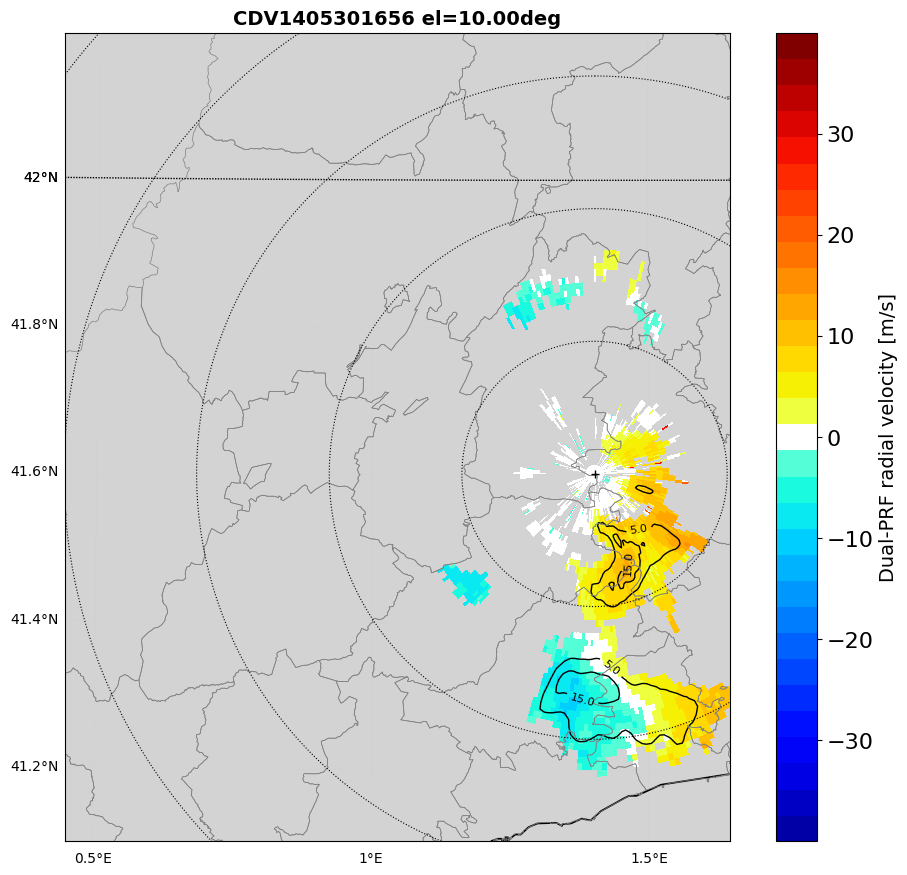 CDV1405301656 el=10.00deg
42°N
41.8°N
41.6°N
41.4°N
41.2°N
0.5°E
1°E
1.5°E
5.0
15.0
5.0
15.0
30
20
10
0
−10
−20
−30
Dual-PRF radial velocity [m/s]